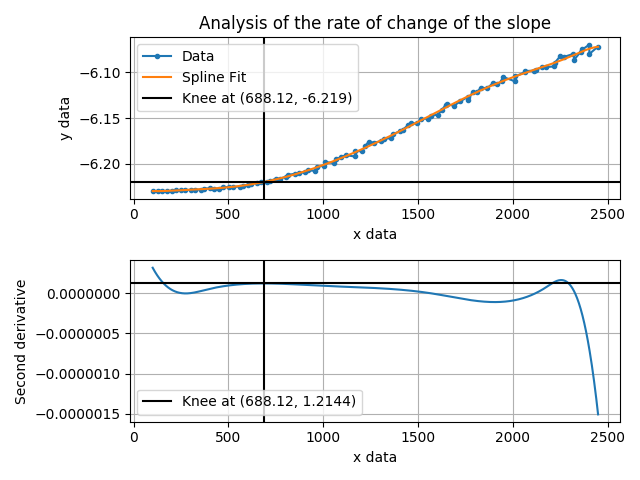 Analysis of the rate of change of the slope
Data
Spline Fit
Knee at (688.12, -6.219)
y data
−6.10
−6.15
−6.20
0 500 1000 1500 2000 2500
x data
Second derivative
0.0000000
−0.0000005
−0.0000010
−0.0000015
Knee at (688.12, 1.2144)
0 500 1000 1500 2000 2500
x data